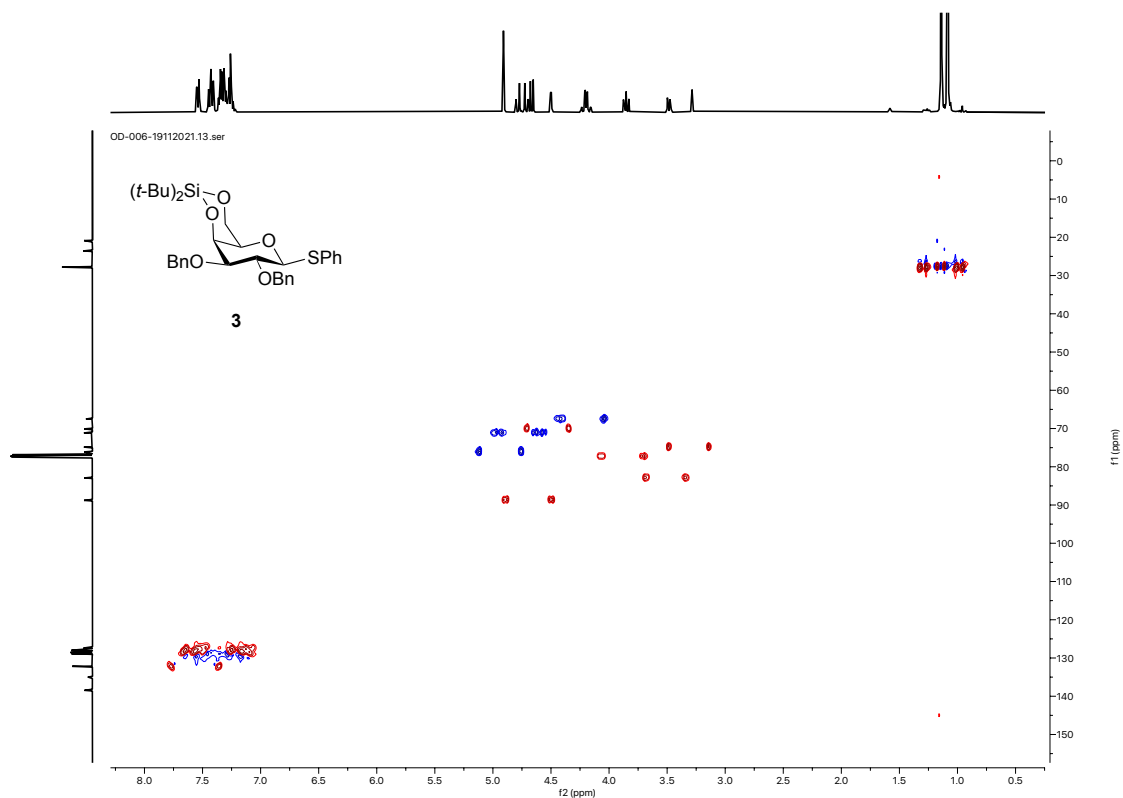 OD-006-19112021.13.ser
(t-Bu)₂Si
O
O
O
SPh
BnO
OBn
3
0
10
20
30
40
50
60
70
80
90
100
110
120
130
140
150
f1 (ppm)
8.0 7.5 7.0 6.5 6.0 5.5 5.0 4.5 4.0 3.5 3.0 2.5 2.0 1.5 1.0 0.5
f2 (ppm)